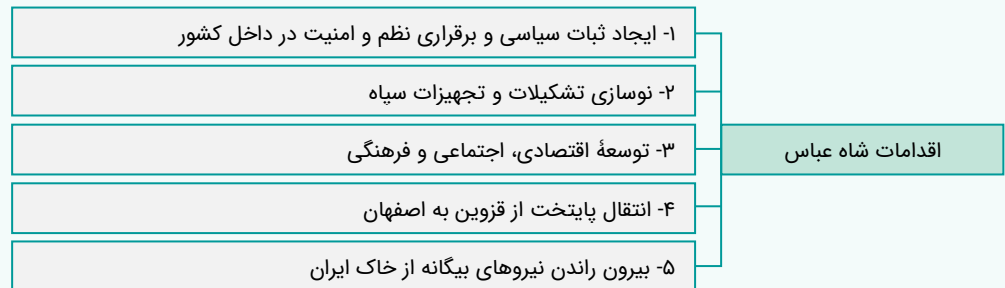 اقدامات شاه عباس
۱- ایجاد ثبات سیاسی و برقراری نظم و امنیت در داخل کشور
۲- نوسازی تشکیلات و تجهیزات سپاه
۳- توسعۀ اقتصادی، اجتماعی و فرهنگی
۴- انتقال پایتخت از قزوین به اصفهان
۵- بیرون راندن نیروهای بیگانه از خاک ایران